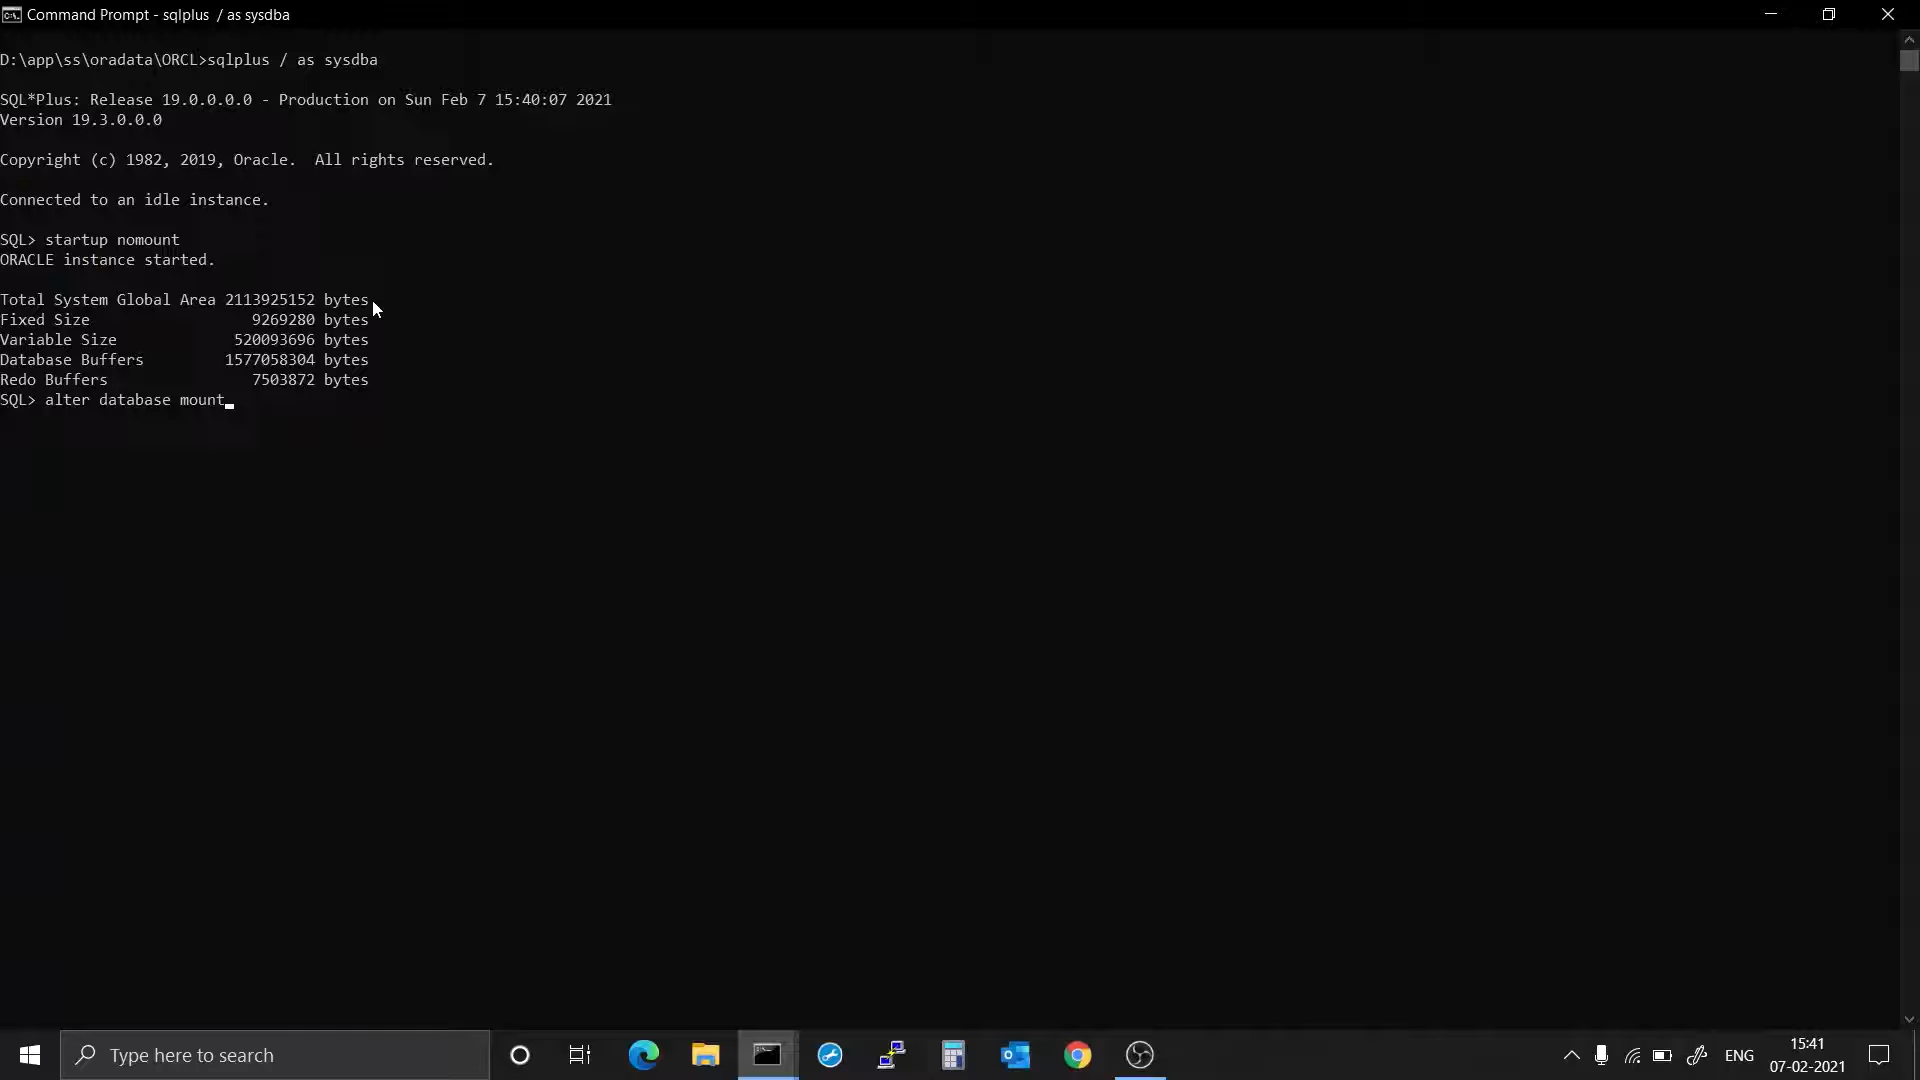 Command Prompt - sqlplus  / as sysdba
D:\app\ss\oradata\ORCL>sqlplus / as sysdba
SQL*Plus: Release 19.0.0.0.0 - Production on Sun Feb 7 15:40:07 2021
Version 19.3.0.0.0
Copyright (c) 1982, 2019, Oracle.  All rights reserved.
Connected to an idle instance.
SQL> startup nomount
ORACLE instance started.
Total System Global Area 2113925152 bytes
Fixed Size                  9269280 bytes
Variable Size             520093696 bytes
Database Buffers         1577058304 bytes
Redo Buffers                7503872 bytes
SQL> alter database mount
Type here to search
ENG
15:41
07-02-2021